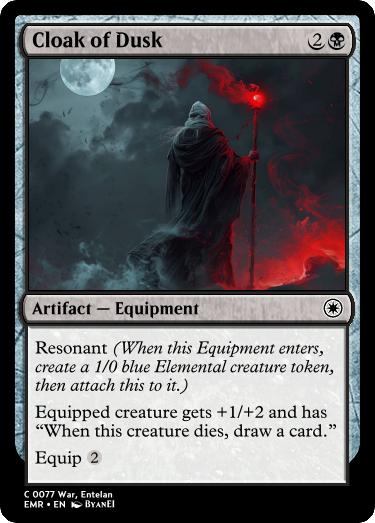 Cloak of Dusk 2
Artifact — Equipment
Resonant (When this Equipment enters,
create a 1/0 blue Elemental creature token,
then attach this to it.)
Equipped creature gets +1/+2 and has
“When this creature dies, draw a card.”
Equip 2
C 0077 War, Entelan
EMR • EN ByanEl